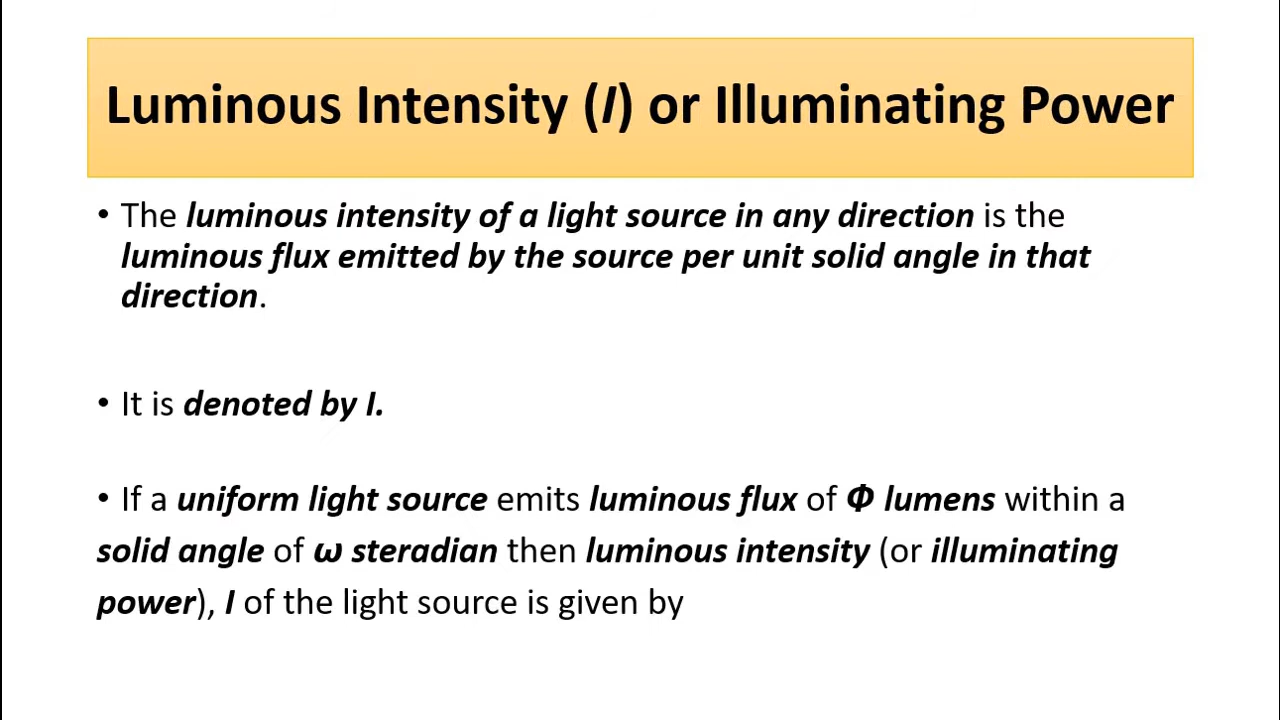 Luminous Intensity (I) or Illuminating Power
• The luminous intensity of a light source in any direction is the
luminous flux emitted by the source per unit solid angle in that
direction.
• It is denoted by I.
• If a uniform light source emits luminous flux of Φ lumens within a
solid angle of ω steradian then luminous intensity (or illuminating
power), I of the light source is given by